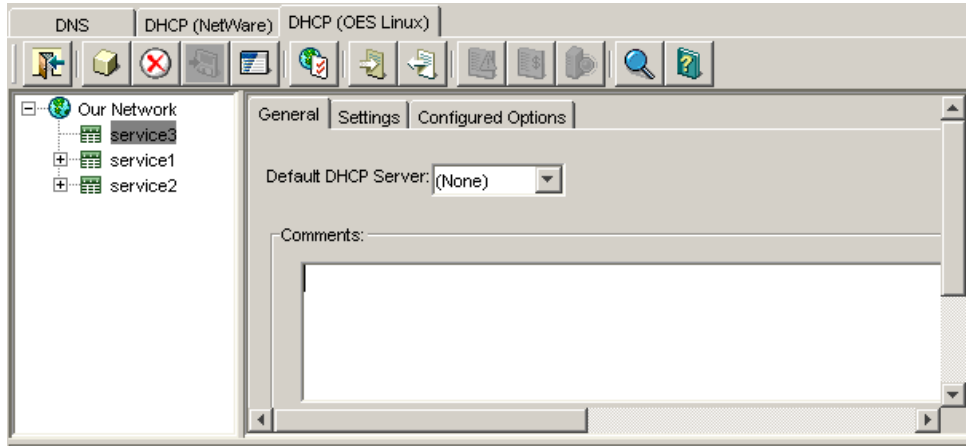 DNS DHCP (NetWare) DHCP (OES Linux)
Our Network
service3
service1
service2
General Settings Configured Options
Default DHCP Server: (None)
Comments: